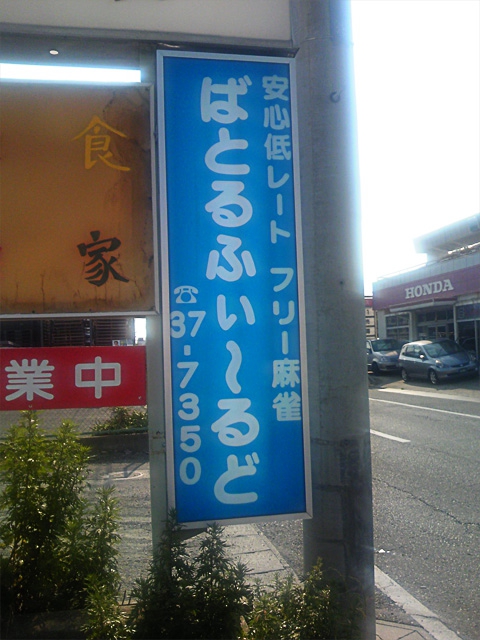 安心低レート フリー麻雀
ばとるふぃ〜るど
☎37-7350
食
家
業中
HONDA